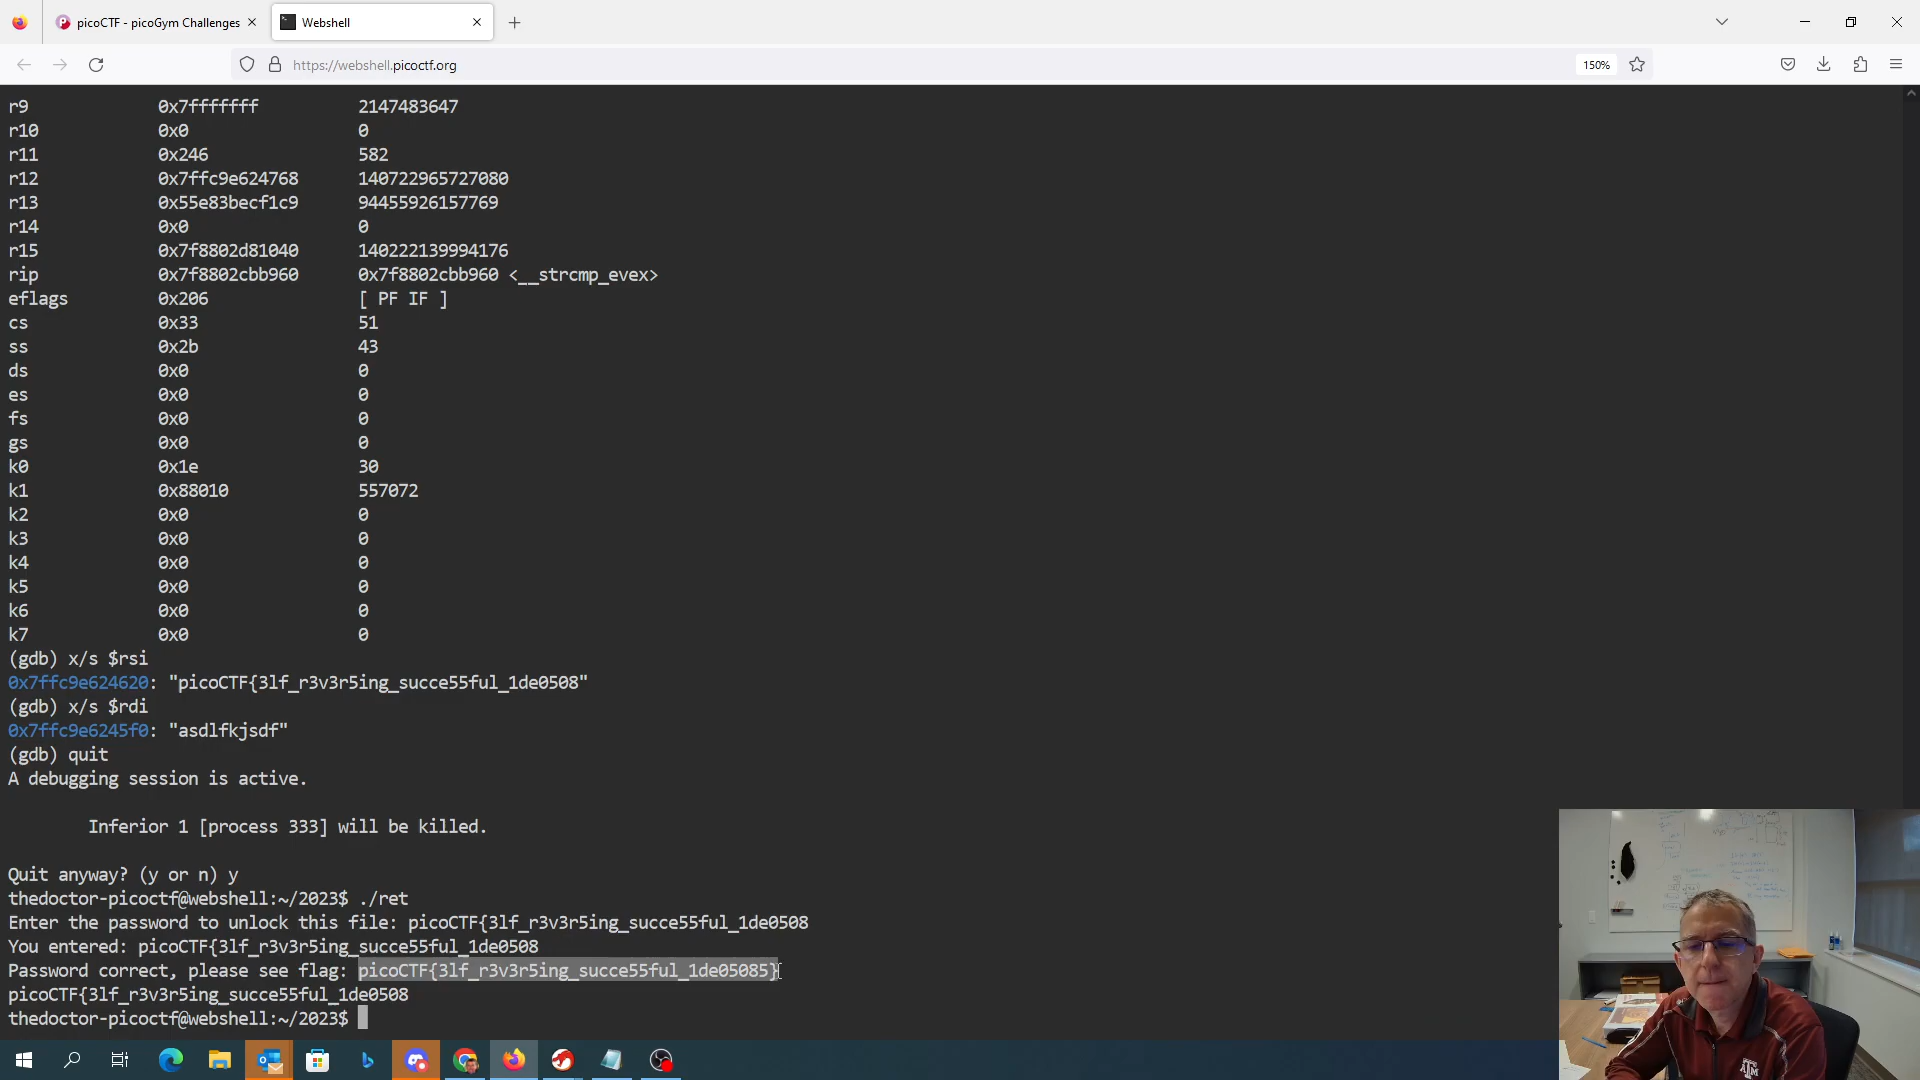 picoCTF - picoGym Challenges
Webshell
https://webshell.picoctf.org
150%
r9 0x7fffffff 2147483647
r10 0x0 0
r11 0x246 582
r12 0x7ffc9e624768 140722965727080
r13 0x55e83becf1c9 94455926157769
r14 0x0 0
r15 0x7f8802d81040 140222139994176
rip 0x7f8802cbb960 0x7f8802cbb960 <__strcmp_evex>
eflags 0x206 [ PF IF ]
cs 0x33 51
ss 0x2b 43
ds 0x0 0
es 0x0 0
fs 0x0 0
gs 0x0 0
k0 0x1e 30
k1 0x88010 557072
k2 0x0 0
k3 0x0 0
k4 0x0 0
k5 0x0 0
k6 0x0 0
k7 0x0 0
(gdb) x/s $rsi
0x7ffc9e624620: "picoCTF{3lf_r3v3r5ing_succe55ful_1de0508"
(gdb) x/s $rdi
0x7ffc9e6245f0: "asdlfkjsdf"
(gdb) quit
A debugging session is active.
Inferior 1 [process 333] will be killed.
Quit anyway? (y or n) y
thedoctor-picoctf@webshell:~/2023$ ./ret
Enter the password to unlock this file: picoCTF{3lf_r3v3r5ing_succe55ful_1de0508
You entered: picoCTF{3lf_r3v3r5ing_succe55ful_1de0508
Password correct, please see flag: picoCTF{3lf_r3v3r5ing_succe55ful_1de05085}
picoCTF{3lf_r3v3r5ing_succe55ful_1de0508
thedoctor-picoctf@webshell:~/2023$